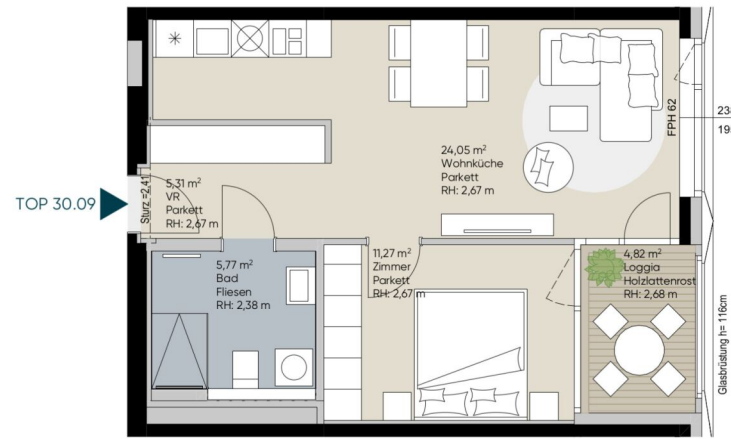 TOP 30.09
Sturz =2,41
5,31 m²
VR
Parkett
RH: 2,67 m
5,77 m²
Bad
Fliesen
RH: 2,38 m
24,05 m²
Wohnküche
Parkett
RH: 2,67 m
11,27 m²
Zimmer
Parkett
RH: 2,67 m
FPH 62
4,82 m²
Loggia
Holzlattenrost
RH: 2,68 m
Glasbrüstung h= 116cm